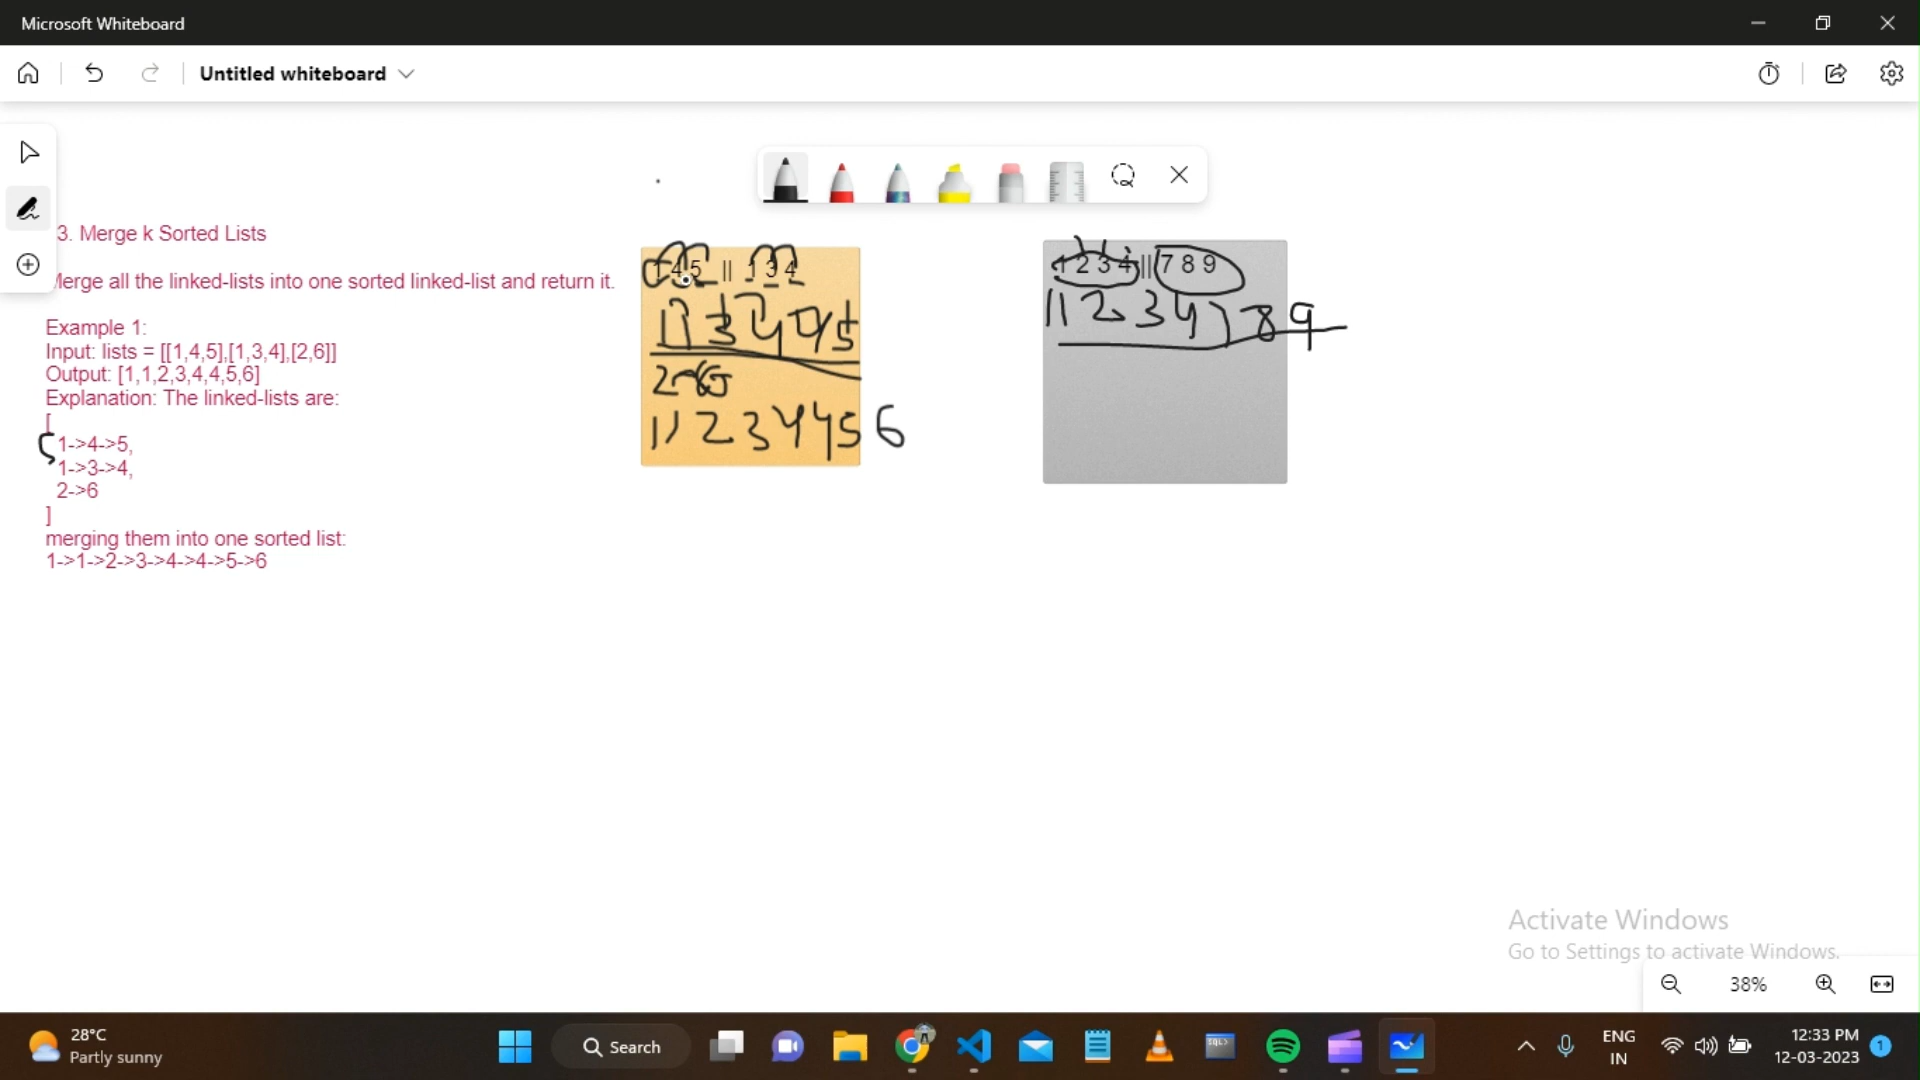 Microsoft Whiteboard
Untitled whiteboard
3. Merge k Sorted Lists
Merge all the linked-lists into one sorted linked-list and return it.
Example 1:
Input: lists = [[1,4,5],[1,3,4],[2,6]]
Output: [1,1,2,3,4,4,5,6]
Explanation: The linked-lists are:
[
1->4->5,
1->3->4,
2->6
]
merging them into one sorted list:
1->1->2->3->4->4->5->6
1 4 5 || 1 3 4
1 1 3 4 4 5
1 1 2 3 4 4 5 6
1 2 3 4 || 7 8 9
1 2 3 4 7 8 9
Activate Windows
Go to Settings to activate Windows.
38%
28°C
Partly sunny
Search
ENG
IN
12:33 PM
12-03-2023
1